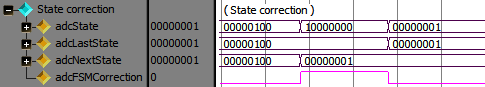 State correction (State correction)
adcState 00000001 00000100 10000000 00000001
adcLastState 00000001 00000100 00000001
adcNextState 00000001 00000100 00000001
adcFSMCorrection 0